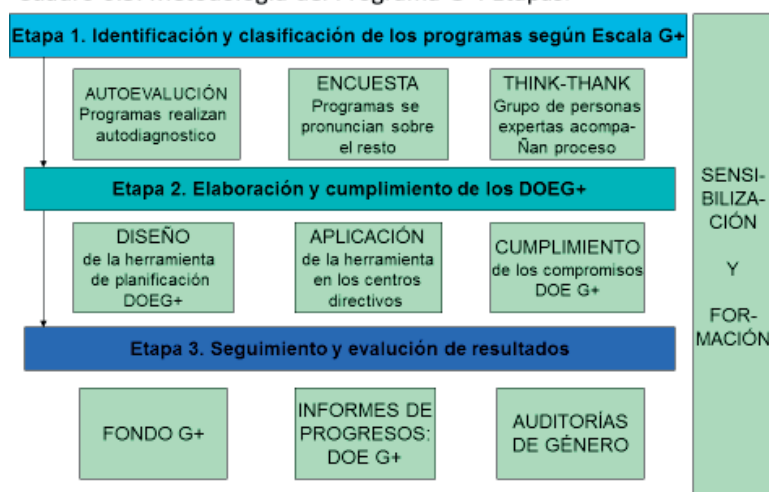 Etapa 1. Identificación y clasificación de los programas según Escala G+
AUTOEVALUCIÓN
Programas realizan
autodiagnostico
ENCUESTA
Programas se
pronuncian sobre
el resto
THINK-THANK
Grupo de personas
expertas acompa-
Ñan proceso
Etapa 2. Elaboración y cumplimiento de los DOEG+
DISEÑO
de la herramienta
de planificación
DOEG+
APLICACIÓN
de la herramienta
en los centros
directivos
CUMPLIMIENTO
de los compromisos
DOE G+
Etapa 3. Seguimiento y evalución de resultados
FONDO G+
INFORMES DE
PROGRESOS:
DOE G+
AUDITORÍAS
DE GÉNERO
SENSI-
BILIZA-
CIÓN
Y
FOR-
MACIÓN